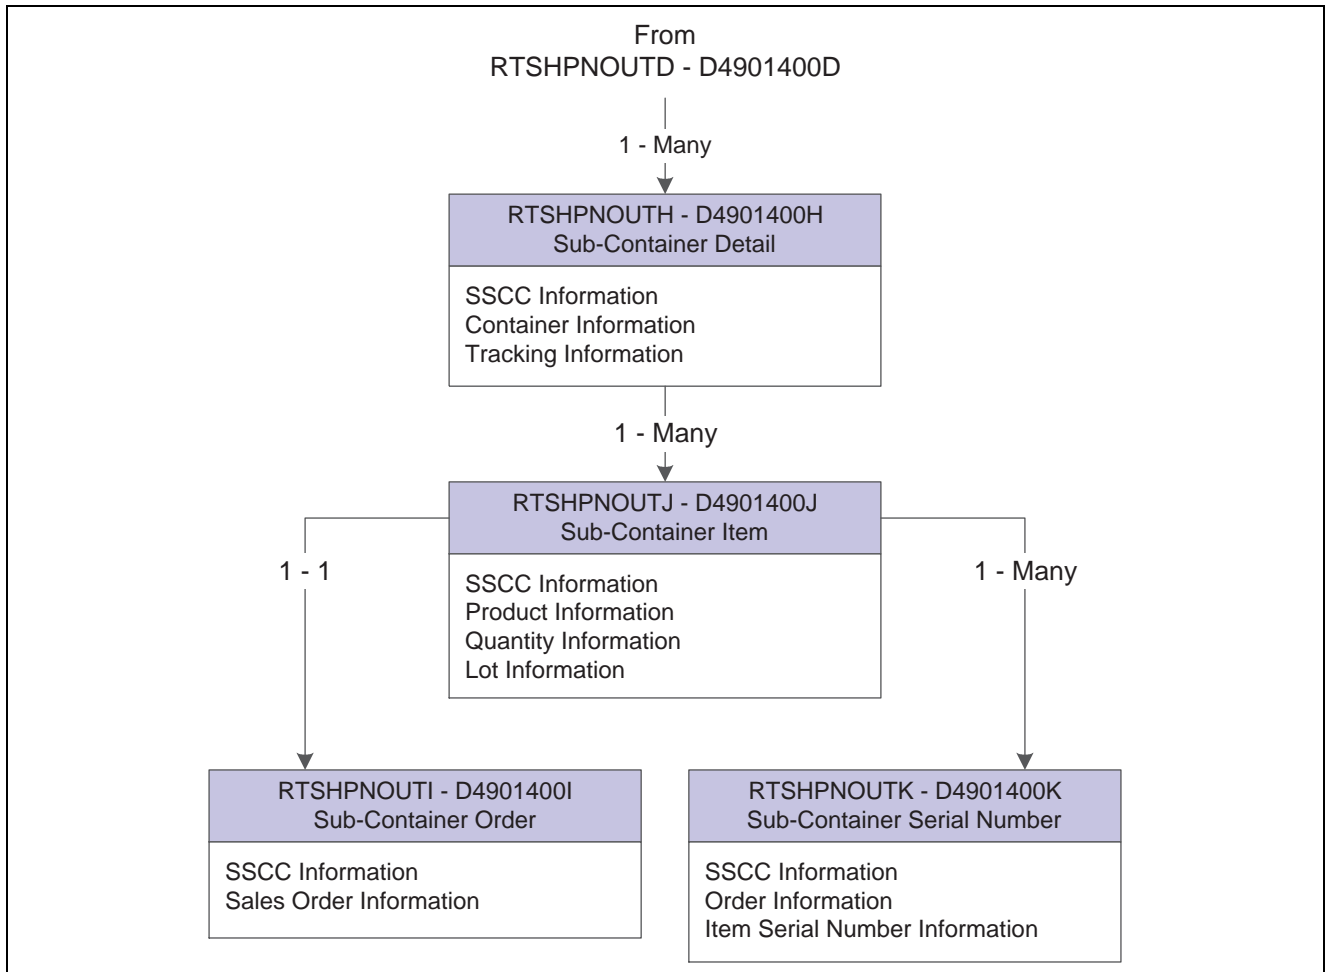 From
RTSHPNOUTD - D4901400D
1 - Many
RTSHPNOUTH - D4901400H
Sub-Container Detail
SSCC Information
Container Information
Tracking Information
1 - Many
RTSHPNOUTJ - D4901400J
Sub-Container Item
SSCC Information
Product Information
Quantity Information
Lot Information
1 - 1
1 - Many
RTSHPNOUTI - D4901400I
Sub-Container Order
SSCC Information
Sales Order Information
RTSHPNOUTK - D4901400K
Sub-Container Serial Number
SSCC Information
Order Information
Item Serial Number Information